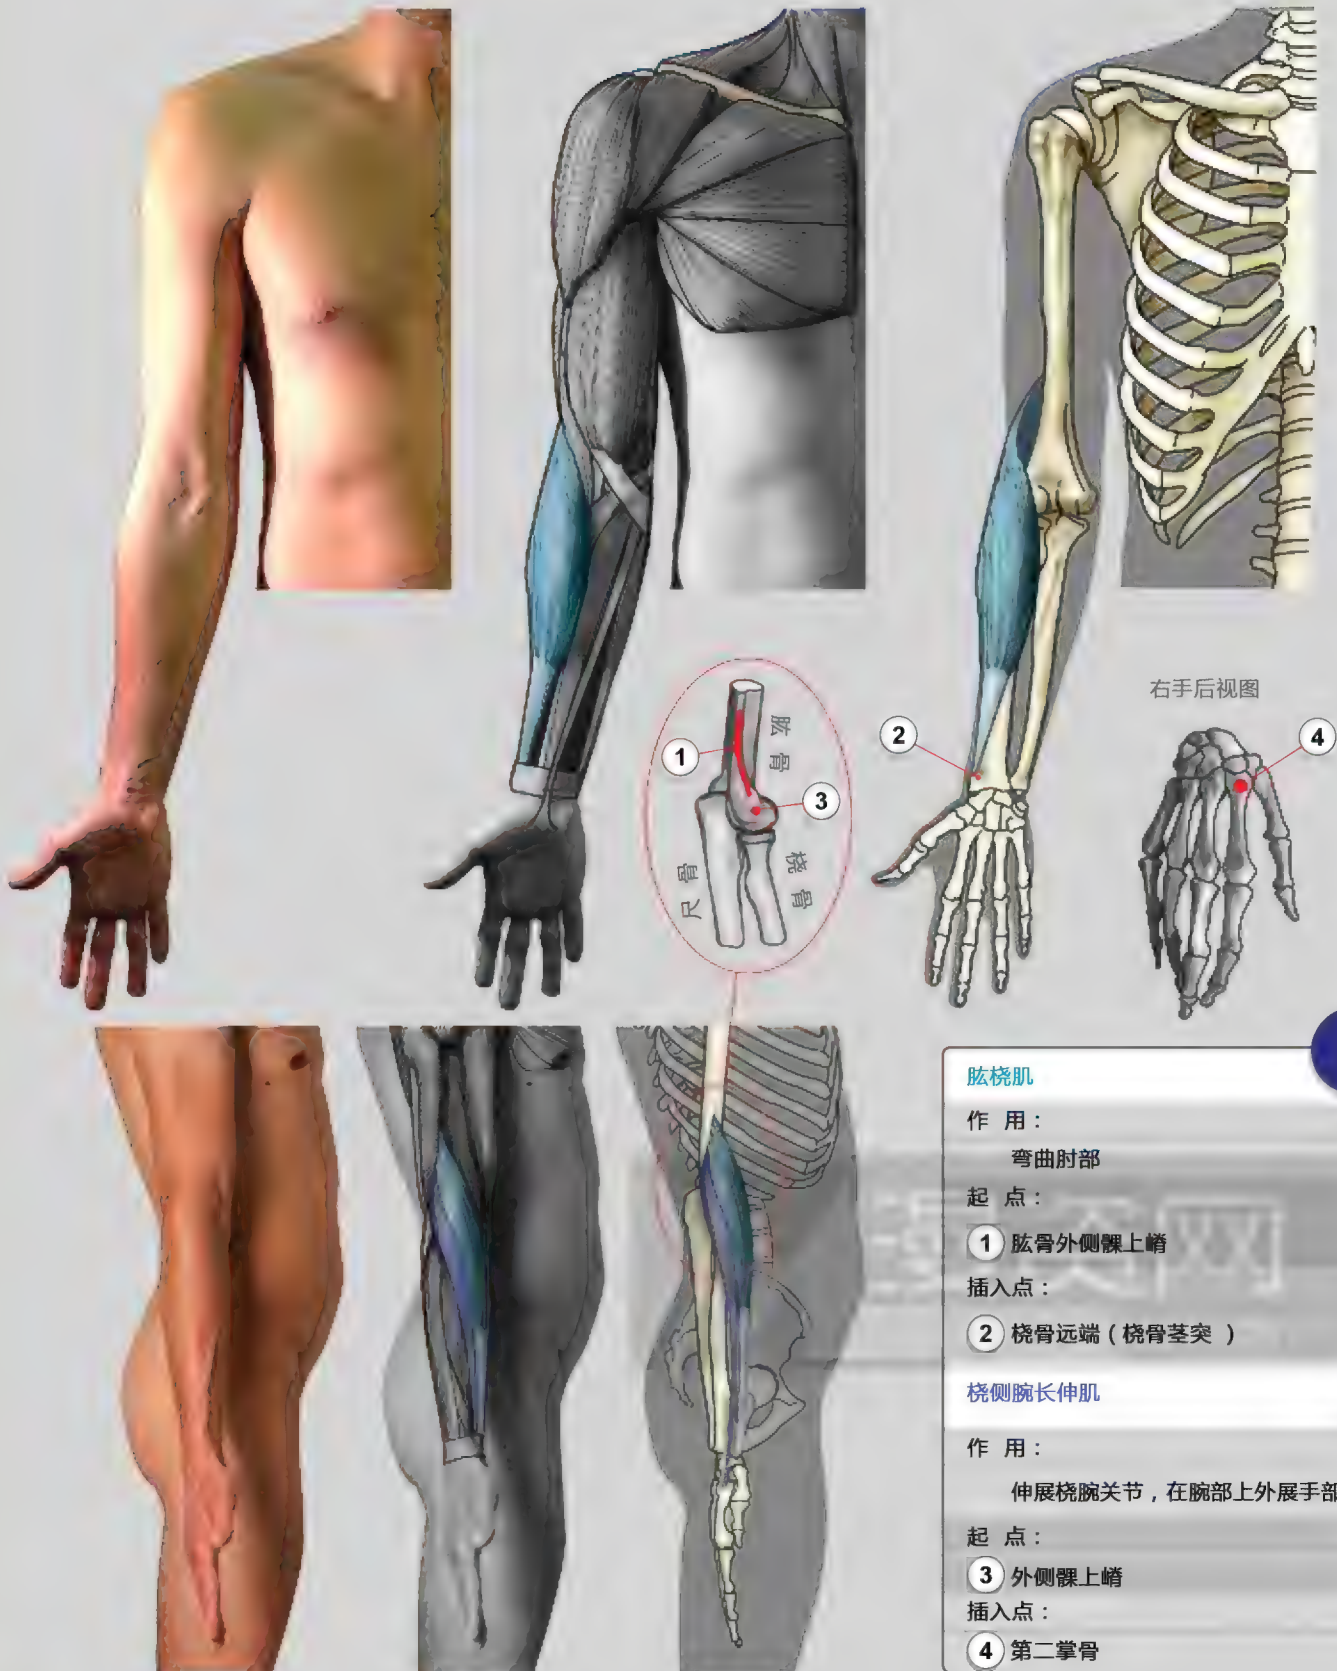 右手后视图
1
肱骨
3
尺骨
桡骨
2
4
肱桡肌
作 用：
弯曲肘部
起 点：
1 肱骨外侧髁上嵴
插入点：
2 桡骨远端（桡骨茎突 ）
桡侧腕长伸肌
作 用：
伸展桡腕关节，在腕部上外展手部
起 点：
3 外侧髁上嵴
插入点：
4 第二掌骨